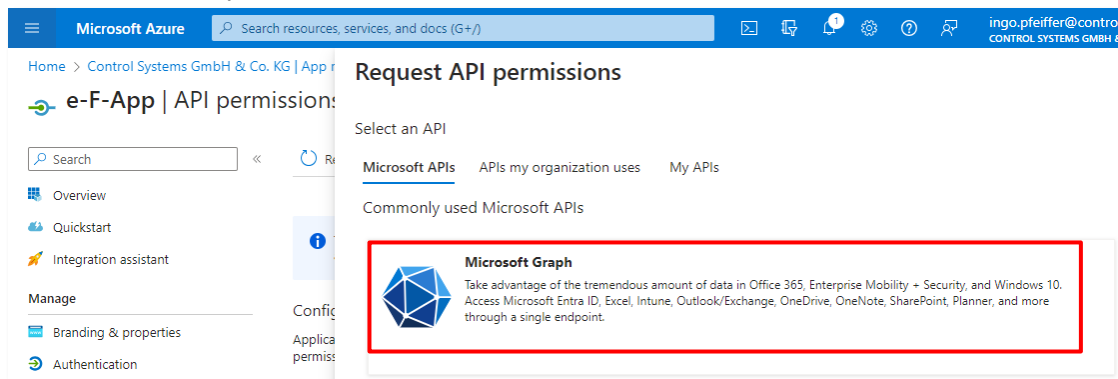 Microsoft Azure
Search resources, services, and docs (G+/)
1
ingo.pfeiffer@contro
CONTROL SYSTEMS GMBH &
Home > Control Systems GmbH & Co. KG | App r
e-F-App | API permissions
Search
«
Re
Overview
Quickstart
Integration assistant
Manage
Branding & properties
Authentication
Config
Applica
permiss
Request API permissions
Select an API
Microsoft APIs
APIs my organization uses
My APIs
Commonly used Microsoft APIs
Microsoft Graph
Take advantage of the tremendous amount of data in Office 365, Enterprise Mobility + Security, and Windows 10.
Access Microsoft Entra ID, Excel, Intune, Outlook/Exchange, OneDrive, OneNote, SharePoint, Planner, and more
through a single endpoint.